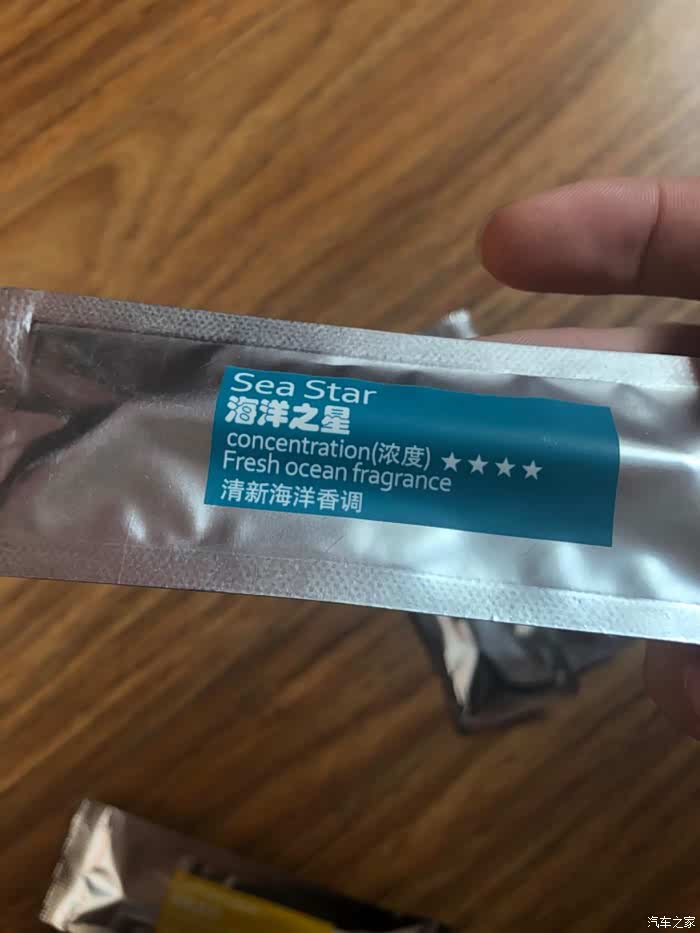 Sea Star
海洋之星
concentration(浓度) ★★★★
Fresh ocean fragrance
清新海洋香调
汽车之家